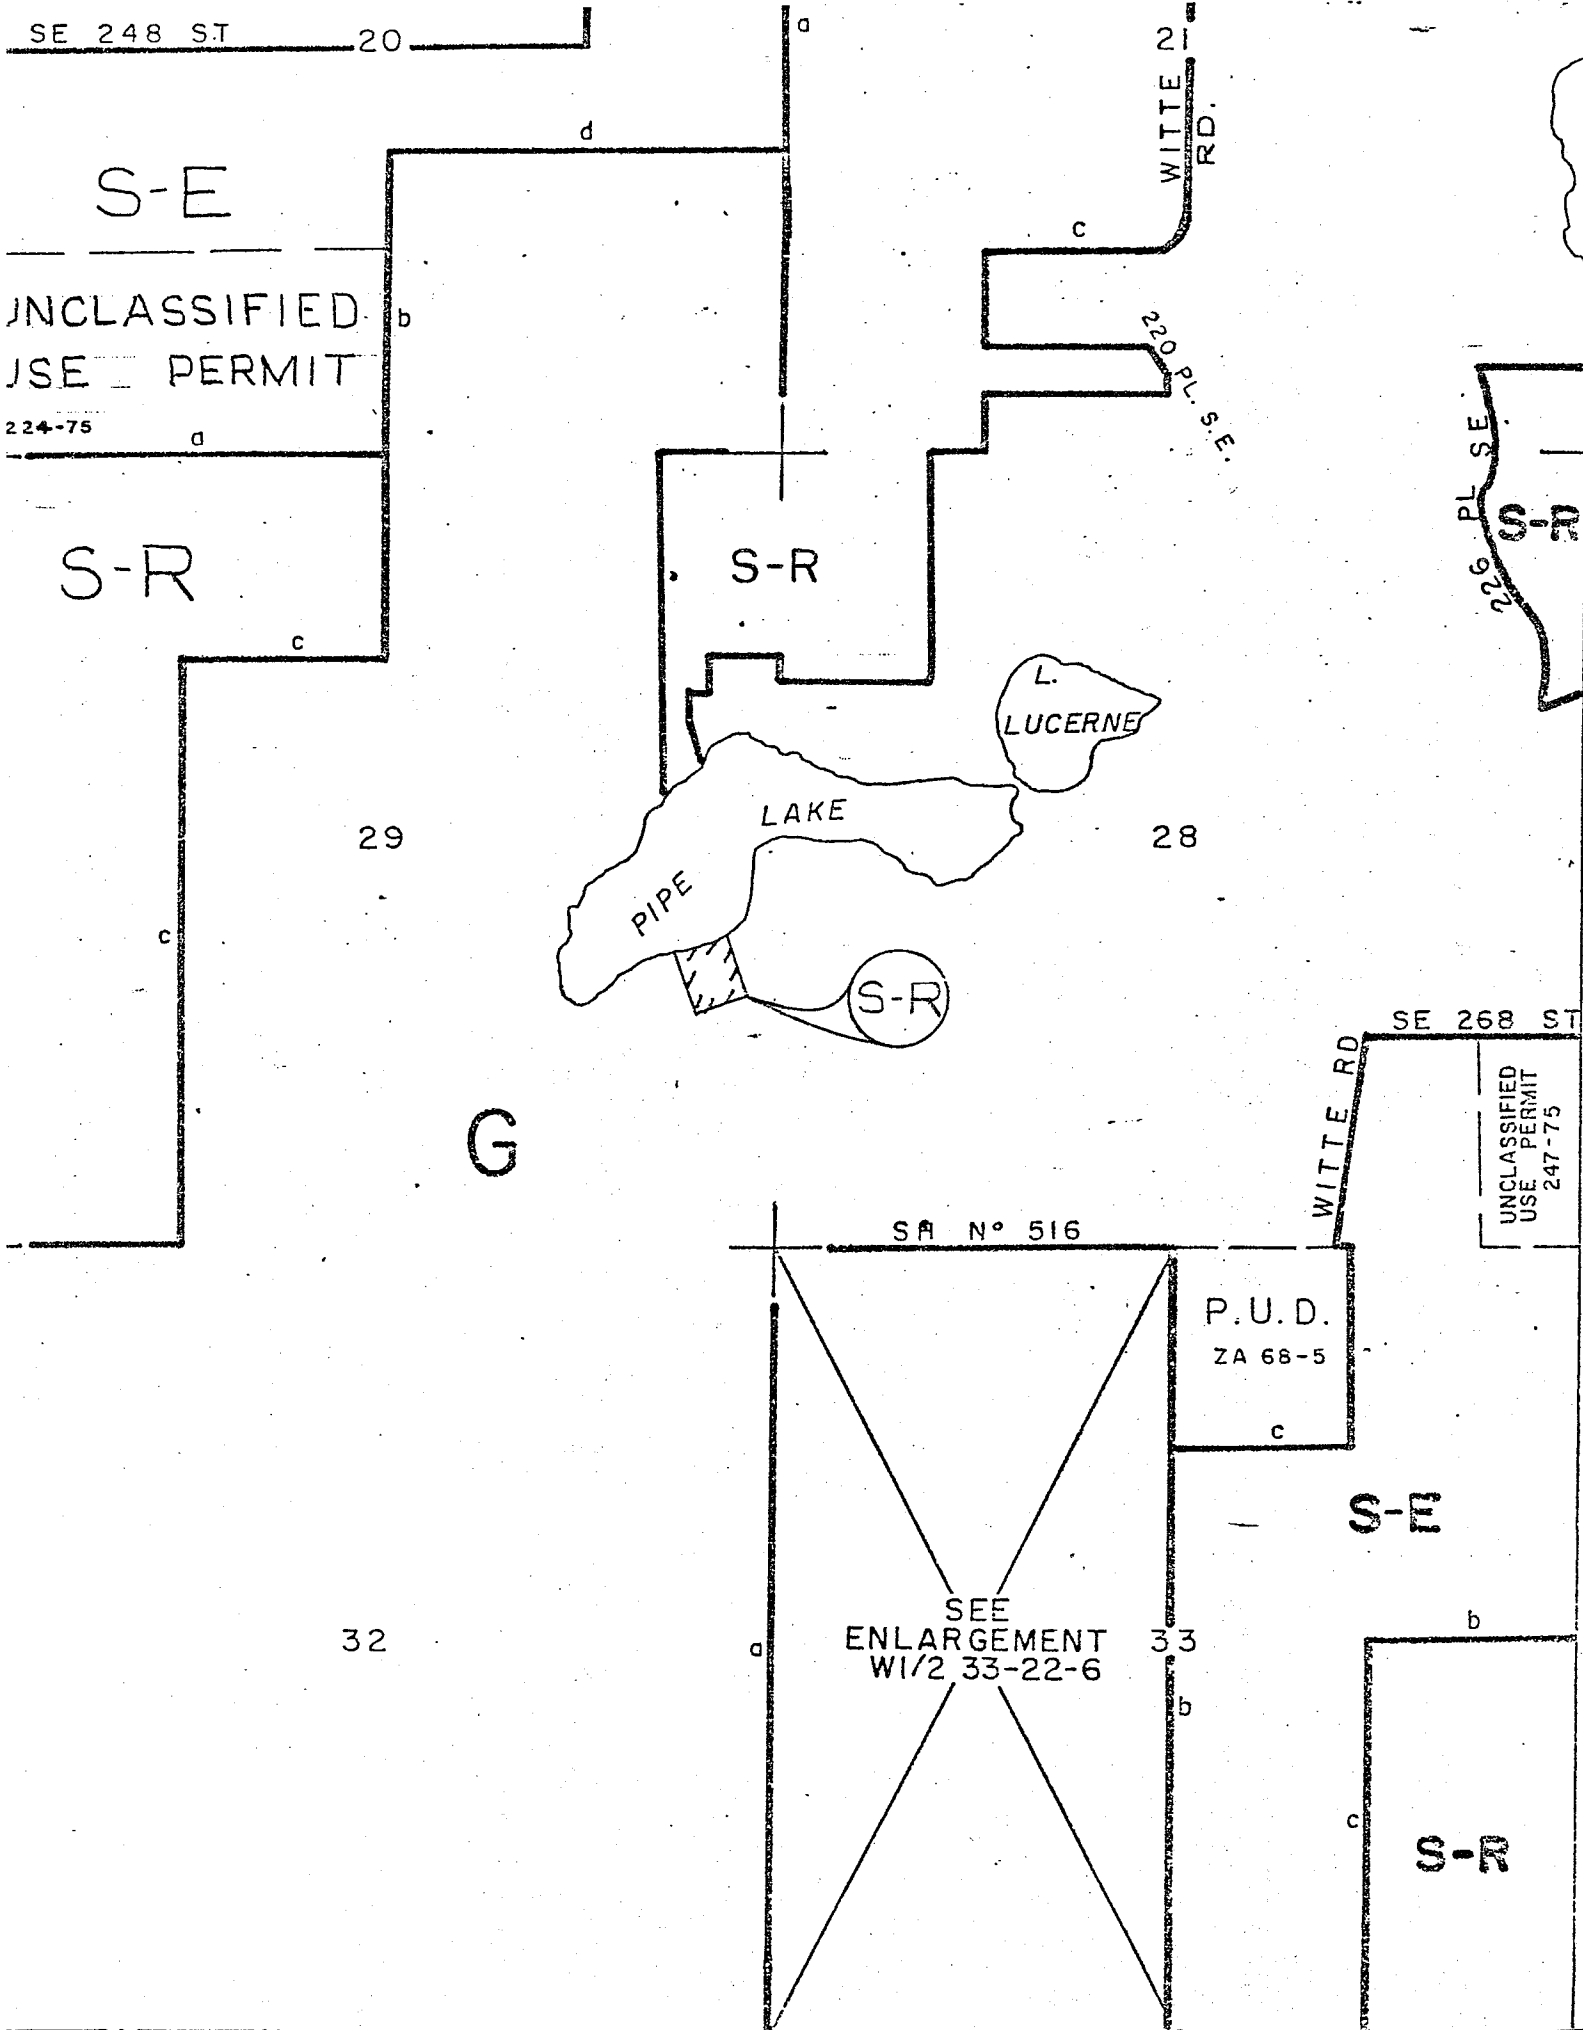 SE 248 ST
20
a
21
WITTE RD.
d
S-E
c
UNCLASSIFIED
USE PERMIT
b
224-75
a
220 PL. S.E.
226 PL SE
S-R
S-R
S-R
c
L.
LUCERNE
LAKE
PIPE
29
28
c
S-R
SE 268 ST
WITTE RD
UNCLASSIFIED
USE PERMIT
247-75
G
SR Nº 516
P.U.D.
ZA 68-5
c
S-E
SEE
ENLARGEMENT
W1/2 33-22-6
32
a
33
b
b
c
S-R